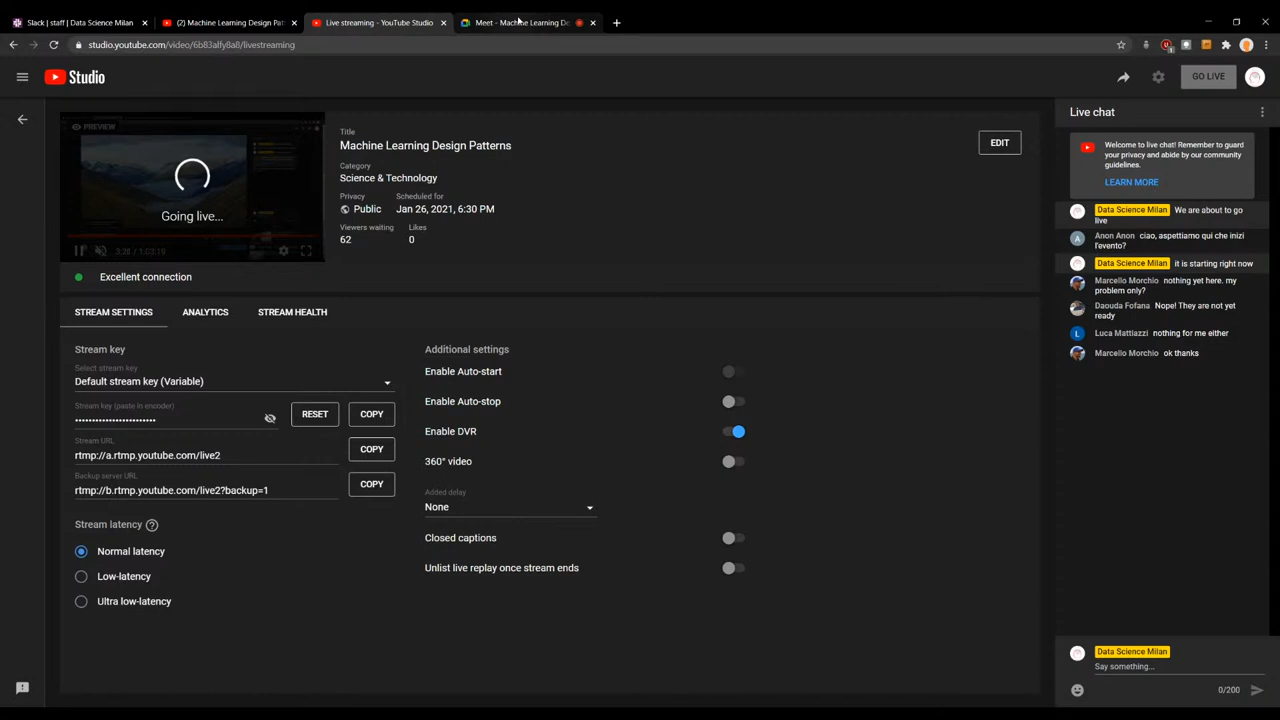 Slack | staff | Data Science Milan
(2) Machine Learning Design Pat
Live streaming - YouTube Studio
Meet - Machine Learning De
studio.youtube.com/video/6b83alfy8a8/livestreaming
Studio
GO LIVE
PREVIEW
Going live...
3:26 / 1:03:19
Title
Machine Learning Design Patterns
EDIT
Category
Science & Technology
Privacy
Scheduled for
Public
Jan 26, 2021, 6:30 PM
Viewers waiting
Likes
62
0
Excellent connection
STREAM SETTINGS
ANALYTICS
STREAM HEALTH
Stream key
Select stream key
Default stream key (Variable)
Stream key (paste in encoder)
••••••••••••••••••••••••
RESET
COPY
Stream URL
rtmp://a.rtmp.youtube.com/live2
COPY
Backup server URL
rtmp://b.rtmp.youtube.com/live2?backup=1
COPY
Stream latency
Normal latency
Low-latency
Ultra low-latency
Additional settings
Enable Auto-start
Enable Auto-stop
Enable DVR
360° video
Added delay
None
Closed captions
Unlist live replay once stream ends
Live chat
Welcome to live chat! Remember to guard
your privacy and abide by our community
guidelines.
LEARN MORE
Data Science Milan We are about to go
live
Anon Anon ciao, aspettiamo qui che inizi
l'evento?
Data Science Milan it is starting right now
Marcello Morchio nothing yet here. my
problem only?
Daouda Fofana Nope! They are not yet
ready
Luca Mattiazzi nothing for me either
Marcello Morchio ok thanks
Data Science Milan
Say something...
0/200